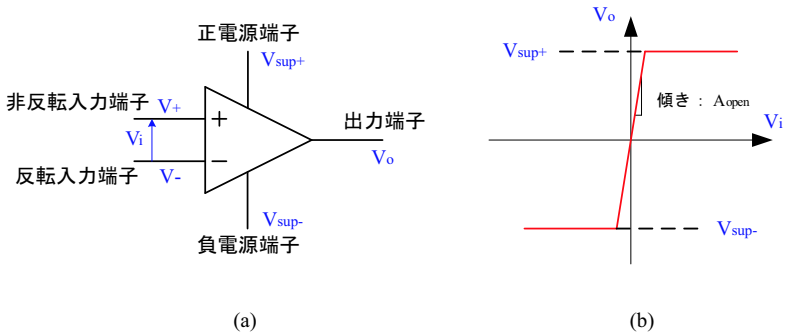 正電源端子
Vsup+
非反転入力端子
V+
+
Vi
−
反転入力端子
V-
出力端子
Vo
Vsup-
負電源端子
(a)
Vo
Vsup+
傾き： Aopen
Vi
Vsup-
(b)